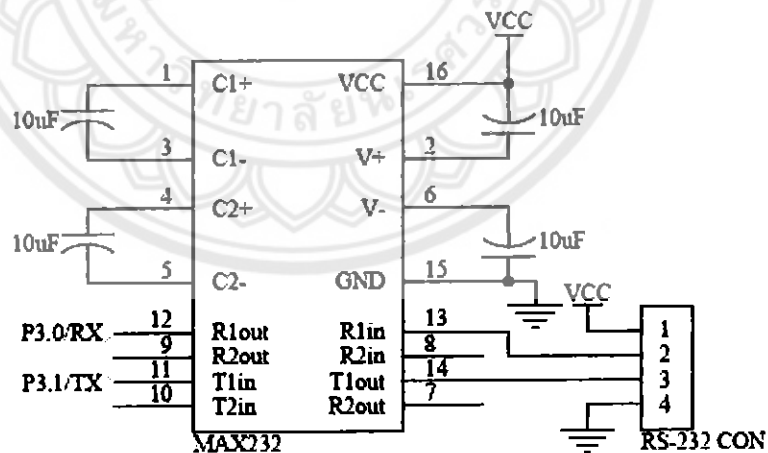 VCC
1 C1+ VCC 16
10uF 10uF
3 C1- V+ 2
4 C2+ V- 6
10uF 10uF
5 C2- GND 15
VCC
P3.0/RX 12 R1out R1in 13 1
9 R2out R2in 8 2
P3.1/TX 11 T1in T1out 14 3
10 T2in R2out 7 4
MAX232 RS-232 CON